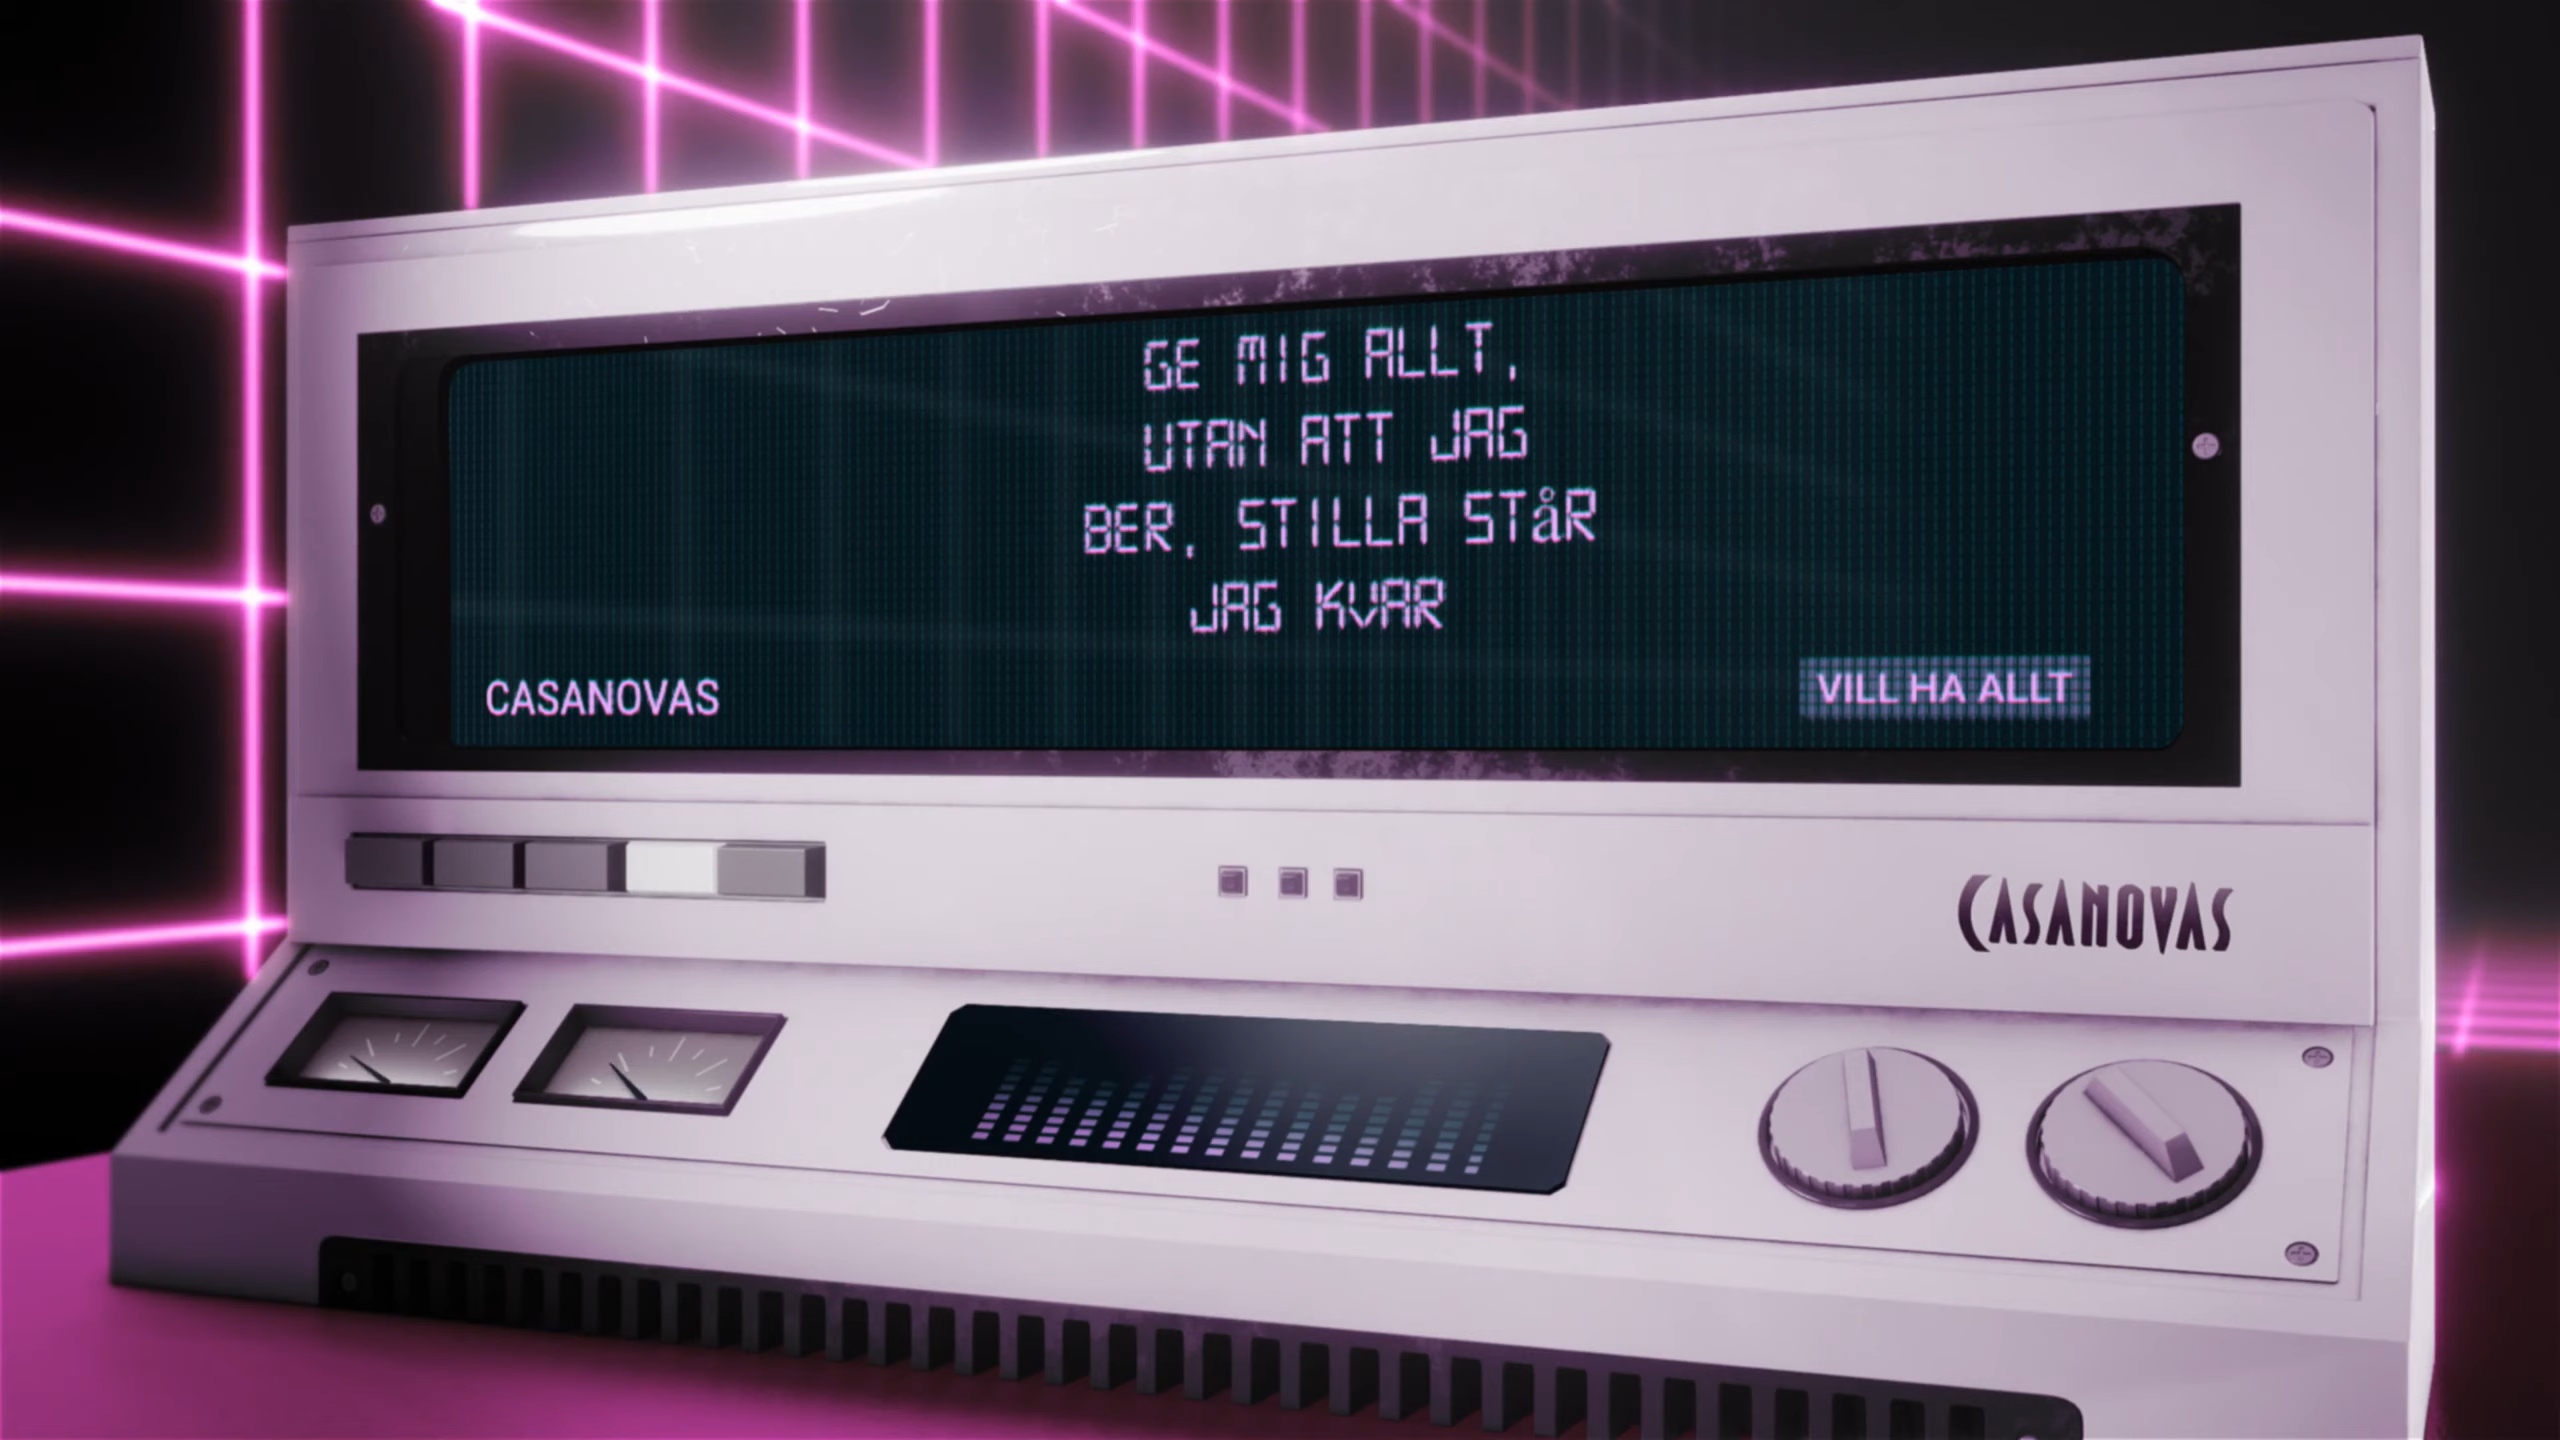 GE MIG ALLT,
UTAN ATT JAG
BER, STILLA STåR
JAG KVAR
CASANOVAS
VILL HA ALLT
CASANOVAS